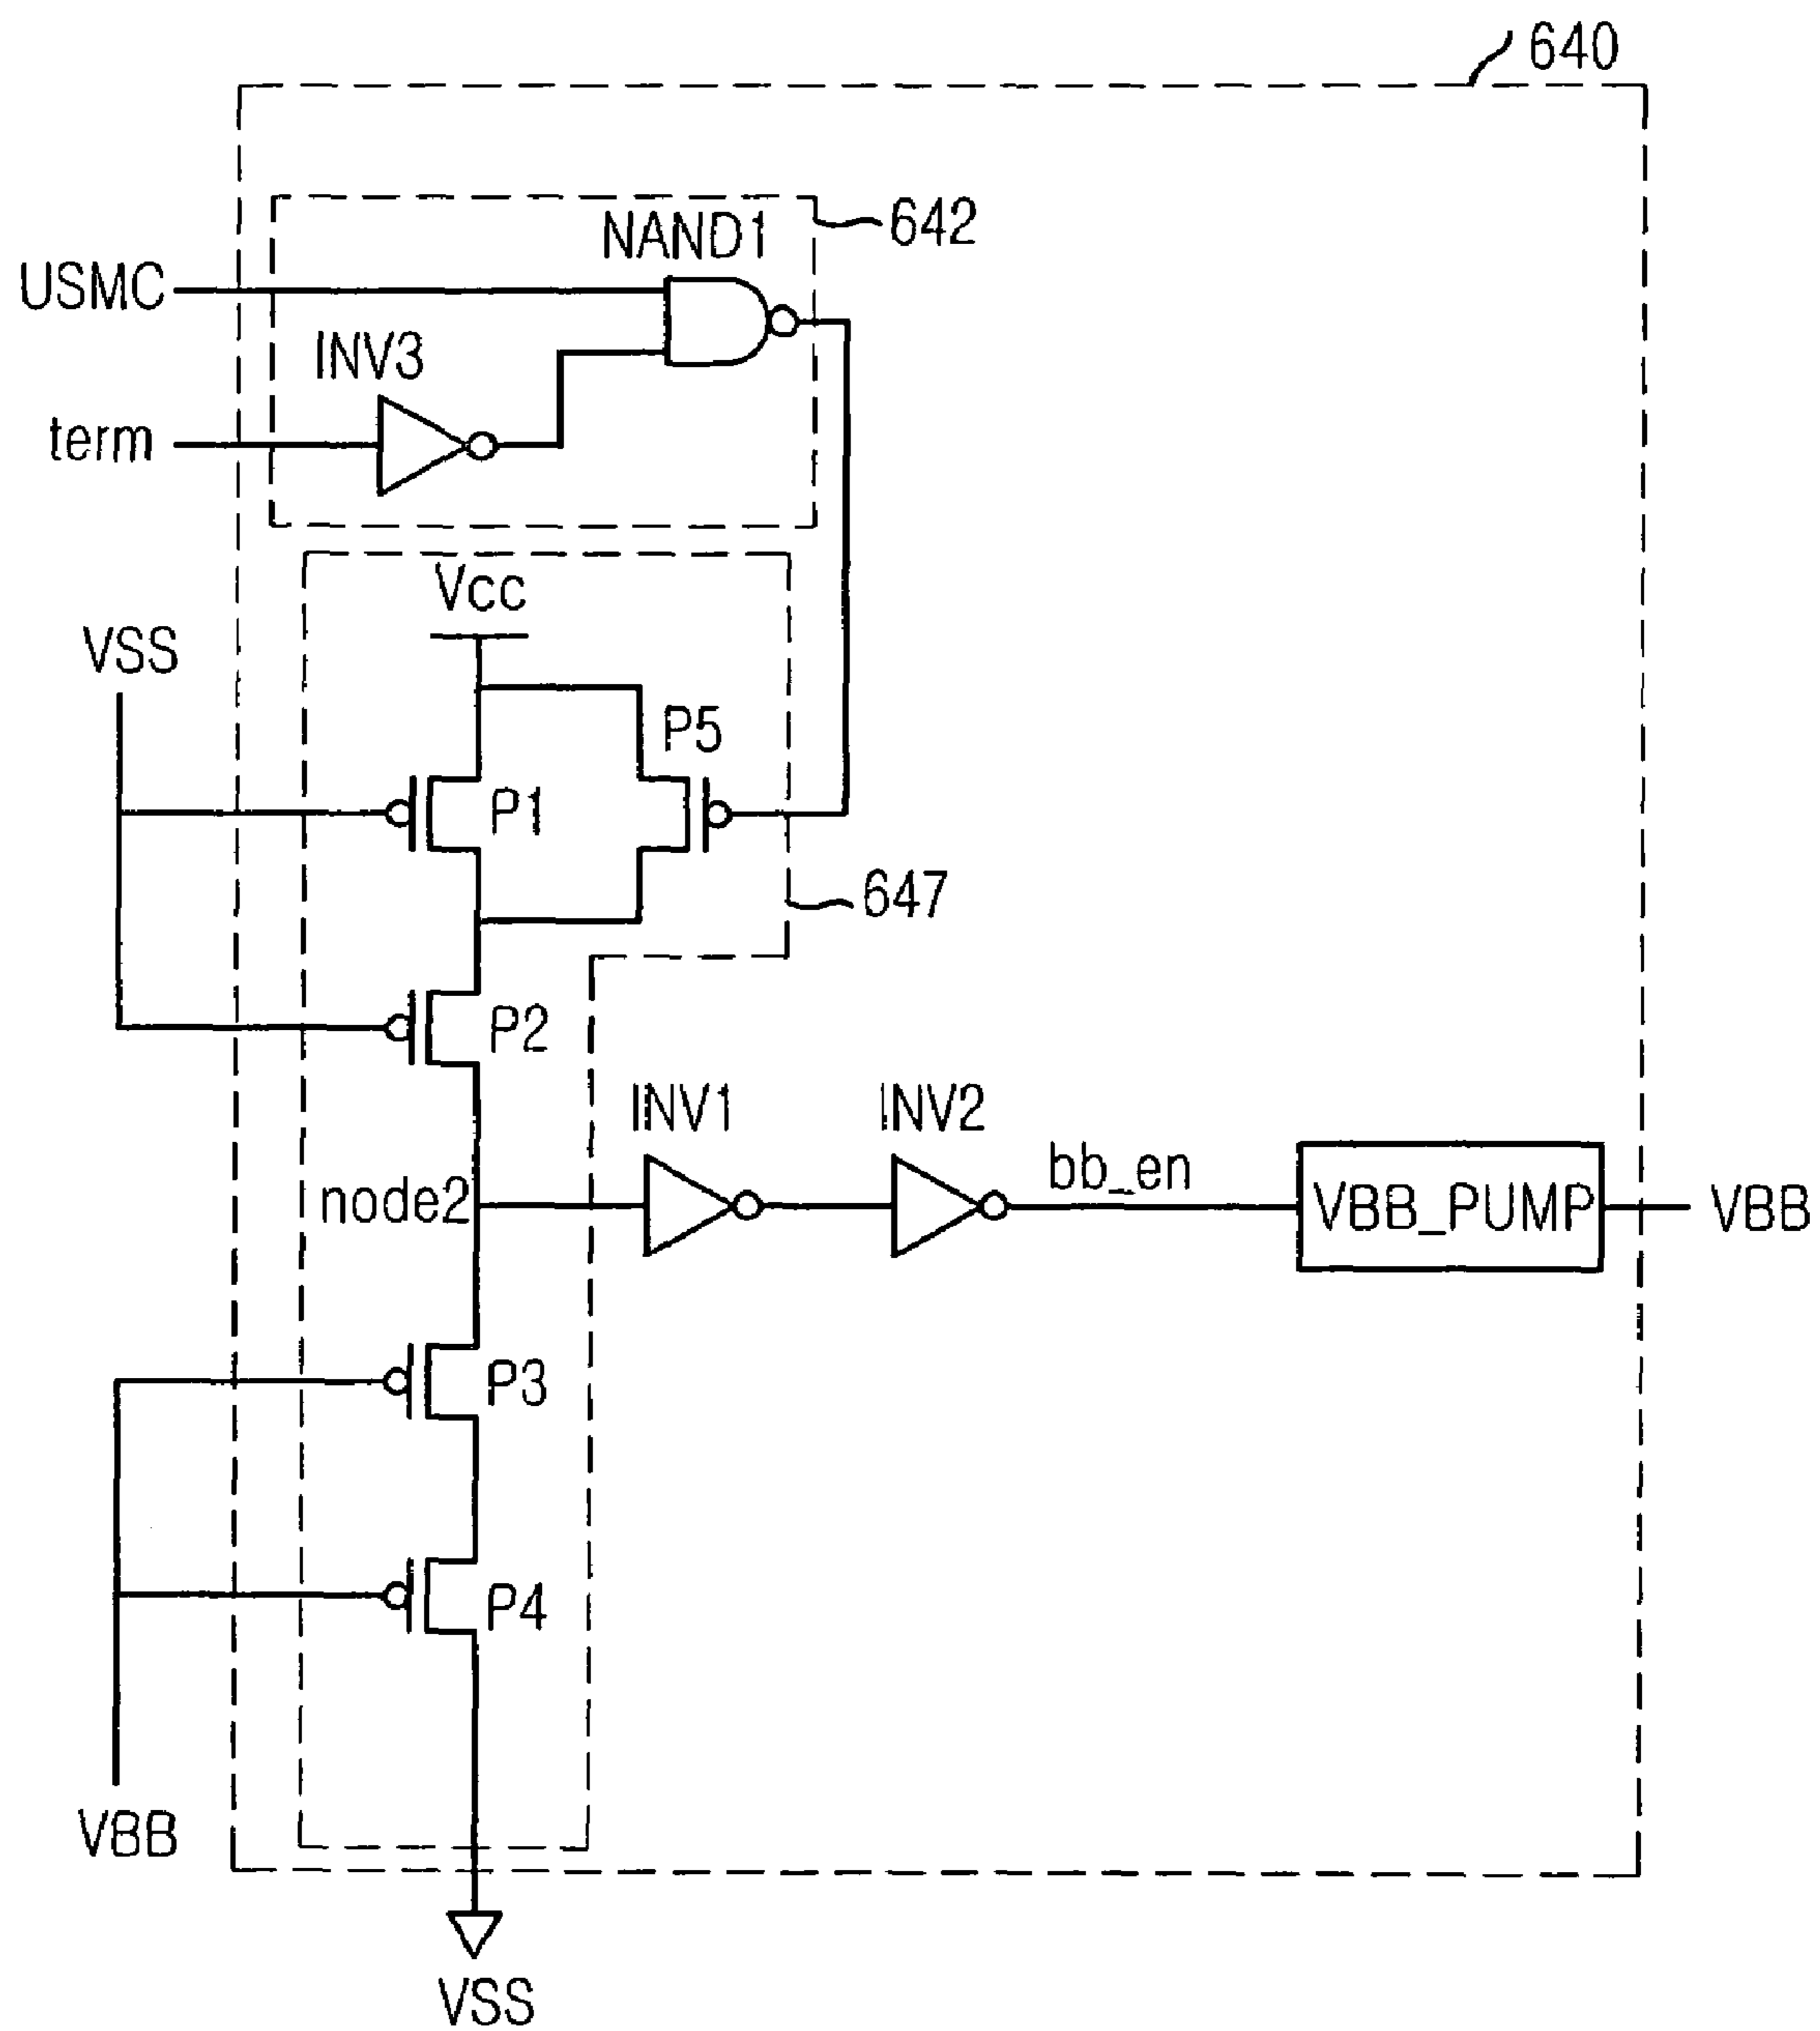 640
642
NAND1
USMC
INV3
term
Vcc
VSS
P5
P1
647
P2
INV1
INV2
bb_en
node2
VBB_PUMP
VBB
P3
P4
VBB
VSS